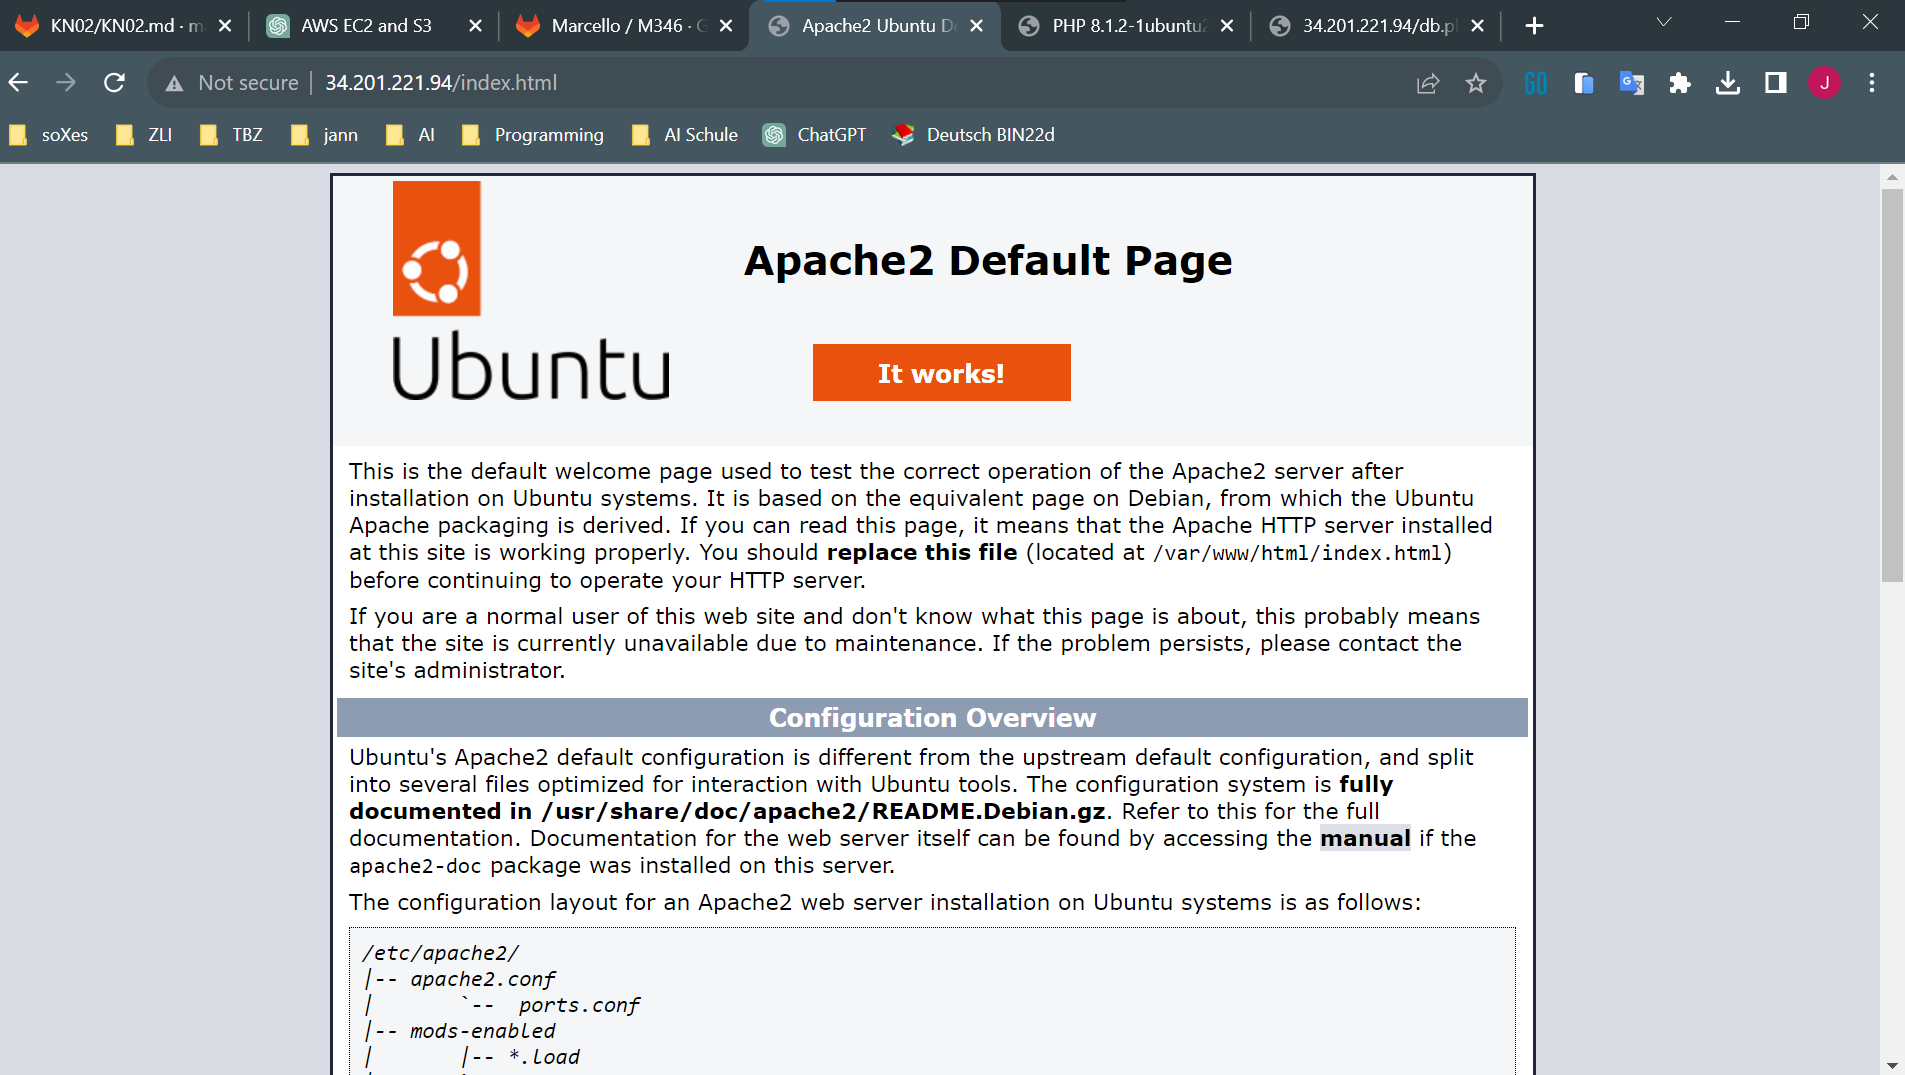 KN02/KN02.md · m
AWS EC2 and S3
Marcello / M346 · G
Apache2 Ubuntu De
PHP 8.1.2-1ubuntu2
34.201.221.94/db.p
Not secure
34.201.221.94/index.html
GO
J
soXes
ZLI
TBZ
jann
AI
Programming
AI Schule
ChatGPT
Deutsch BIN22d
Ubuntu
Apache2 Default Page
It works!
This is the default welcome page used to test the correct operation of the Apache2 server after
installation on Ubuntu systems. It is based on the equivalent page on Debian, from which the Ubuntu
Apache packaging is derived. If you can read this page, it means that the Apache HTTP server installed
at this site is working properly. You should replace this file (located at /var/www/html/index.html)
before continuing to operate your HTTP server.
If you are a normal user of this web site and don't know what this page is about, this probably means
that the site is currently unavailable due to maintenance. If the problem persists, please contact the
site's administrator.
Configuration Overview
Ubuntu's Apache2 default configuration is different from the upstream default configuration, and split
into several files optimized for interaction with Ubuntu tools. The configuration system is fully
documented in /usr/share/doc/apache2/README.Debian.gz. Refer to this for the full
documentation. Documentation for the web server itself can be found by accessing the manual if the
apache2-doc package was installed on this server.
The configuration layout for an Apache2 web server installation on Ubuntu systems is as follows:
/etc/apache2/
|-- apache2.conf
|       `--  ports.conf
|-- mods-enabled
|       |-- *.load